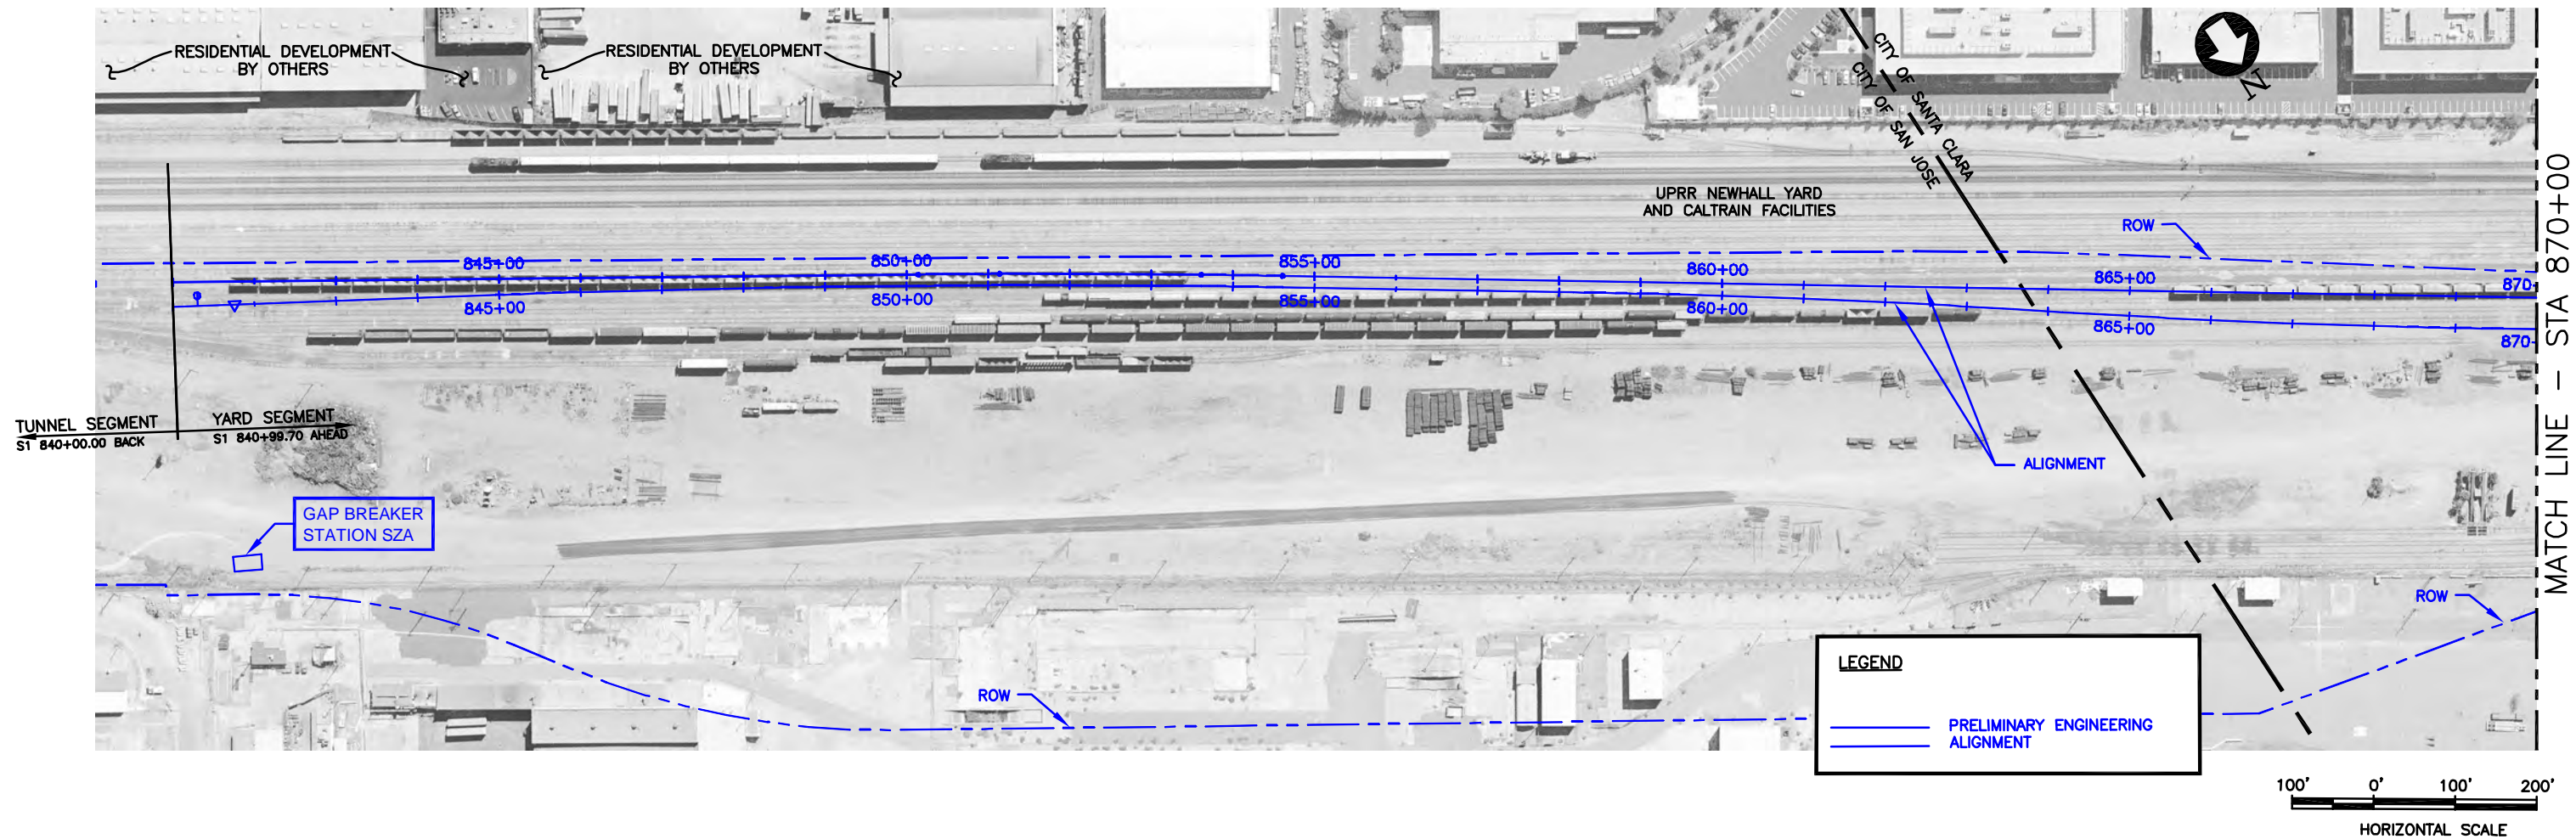 RESIDENTIAL DEVELOPMENT
BY OTHERS
RESIDENTIAL DEVELOPMENT
BY OTHERS
CITY OF SANTA CLARA
CITY OF SAN JOSE
N
UPRR NEWHALL YARD
AND CALTRAIN FACILITIES
ROW
845+00
850+00
855+00
860+00
865+00
870
845+00
850+00
855+00
860+00
865+00
870
MATCH LINE - STA 870+00
TUNNEL SEGMENT
S1 840+00.00 BACK
YARD SEGMENT
S1 840+99.70 AHEAD
ALIGNMENT
GAP BREAKER
STATION SZA
ROW
ROW
LEGEND
PRELIMINARY ENGINEERING
ALIGNMENT
100' 0' 100' 200'
HORIZONTAL SCALE